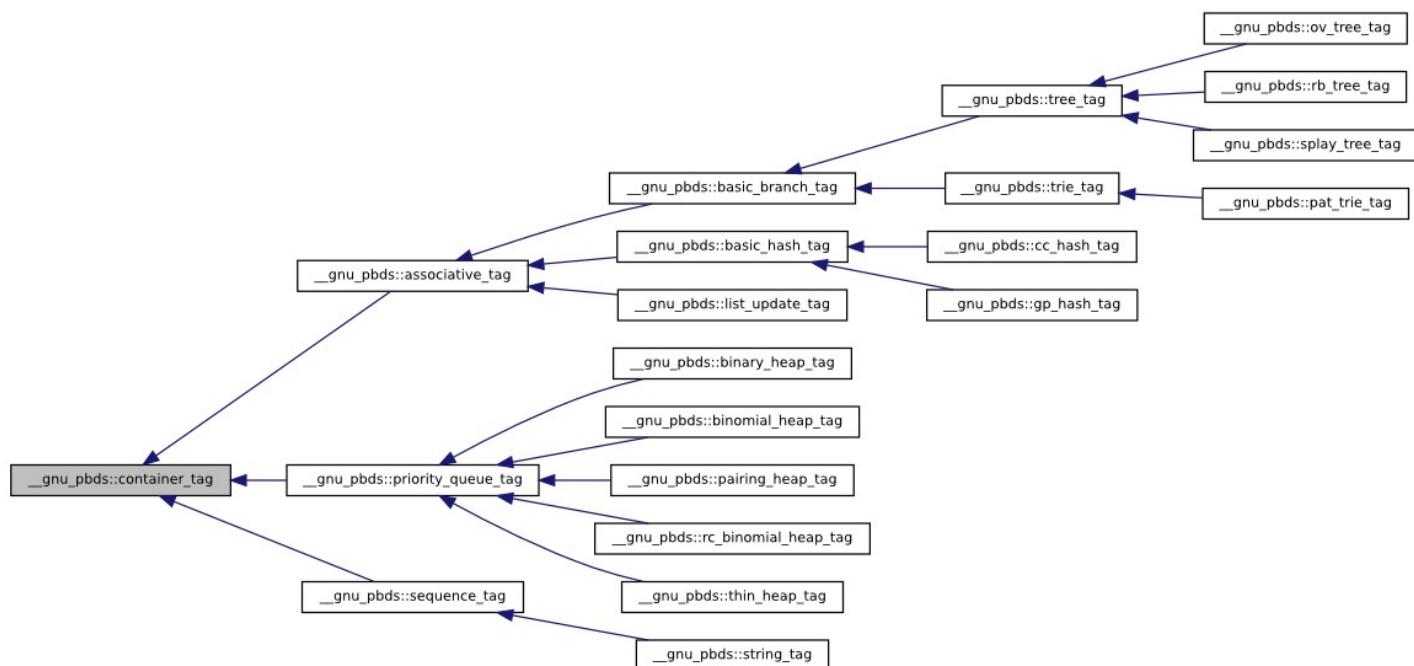 __gnu_pbds::ov_tree_tag
__gnu_pbds::rb_tree_tag
__gnu_pbds::tree_tag
__gnu_pbds::splay_tree_tag
__gnu_pbds::basic_branch_tag
__gnu_pbds::trie_tag
__gnu_pbds::pat_trie_tag
__gnu_pbds::basic_hash_tag
__gnu_pbds::cc_hash_tag
__gnu_pbds::associative_tag
__gnu_pbds::list_update_tag
__gnu_pbds::gp_hash_tag
__gnu_pbds::binary_heap_tag
__gnu_pbds::binomial_heap_tag
__gnu_pbds::container_tag
__gnu_pbds::priority_queue_tag
__gnu_pbds::pairing_heap_tag
__gnu_pbds::rc_binomial_heap_tag
__gnu_pbds::sequence_tag
__gnu_pbds::thin_heap_tag
__gnu_pbds::string_tag